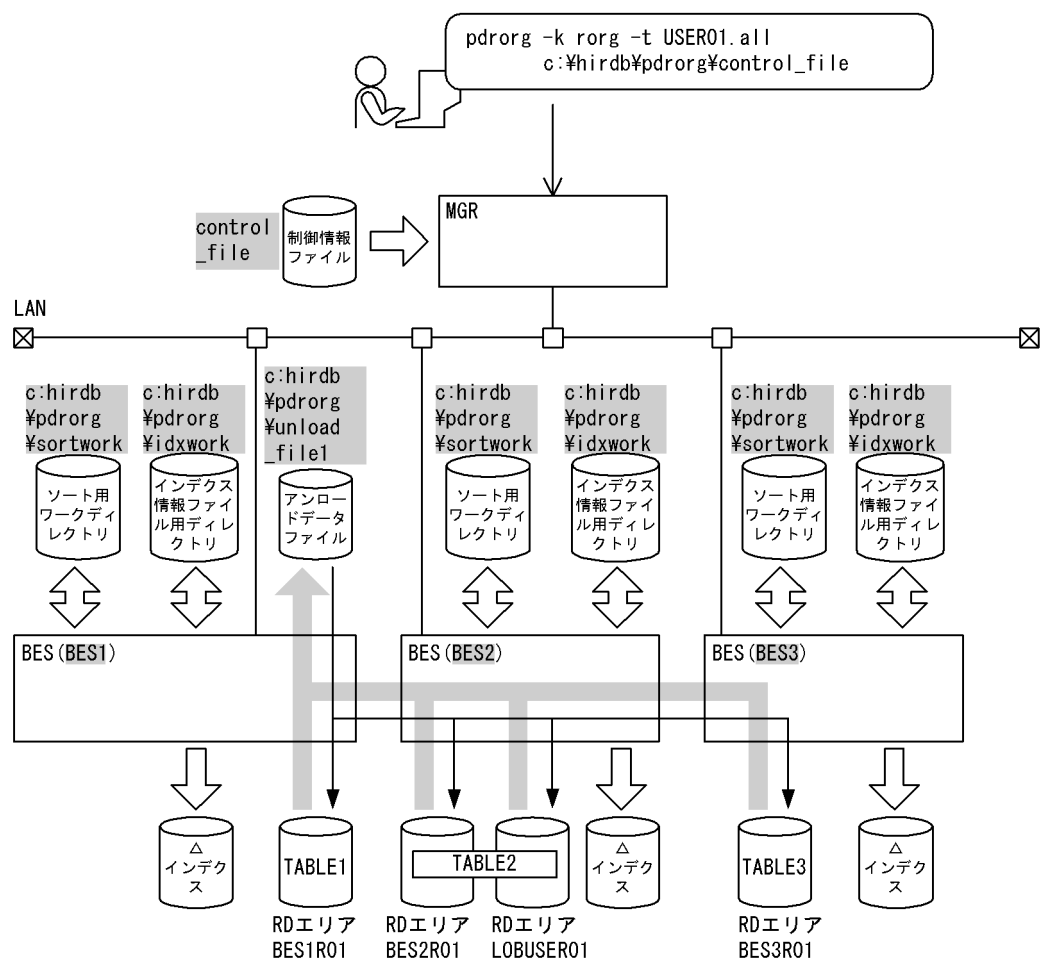 pdrorg -k rorg -t USER01.all
c:¥hirdb¥pdrorg¥control_file
MGR
control
_file
制御情報
ファイル
LAN
c:hirdb
¥pdrorg
¥sortwork
c:hirdb
¥pdrorg
¥idxwork
c:hirdb
¥pdrorg
¥unload
_file1
c:hirdb
¥pdrorg
¥sortwork
c:hirdb
¥pdrorg
¥idxwork
c:hirdb
¥pdrorg
¥sortwork
c:hirdb
¥pdrorg
¥idxwork
ソート用
ワークディ
レクトリ
インデクス
情報ファイ
ル用ディレ
クトリ
アンロー
ドデータ
ファイル
ソート用
ワークディ
レクトリ
インデクス
情報ファイ
ル用ディレ
クトリ
ソート用
ワークディ
レクトリ
インデクス
情報ファイ
ル用ディレ
クトリ
BES(BES1)
BES(BES2)
BES(BES3)
△
インデク
ス
TABLE1
TABLE2
△
インデク
ス
TABLE3
△
インデク
ス
RDエリア
BES1R01
RDエリア
BES2R01
RDエリア
LOBUSER01
RDエリア
BES3R01